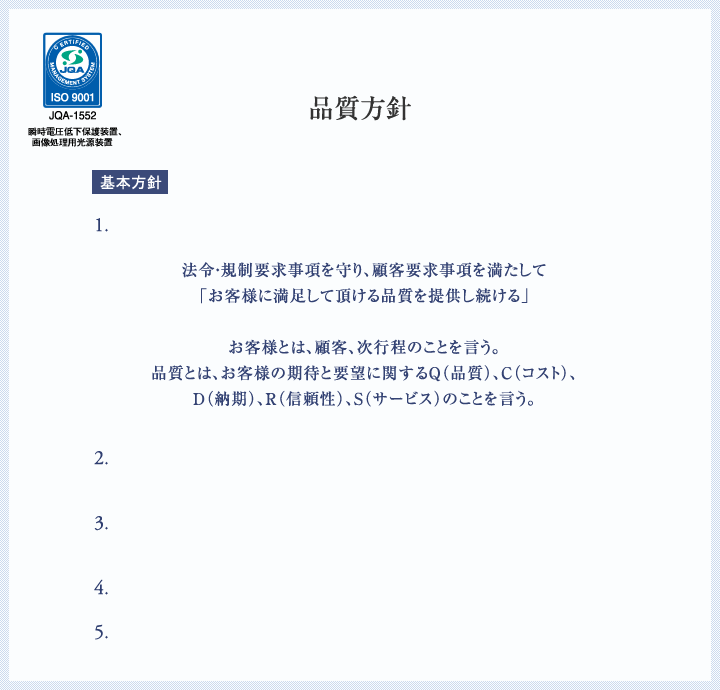 CERTIFIED
JQA
MANAGEMENT SYSTEM
ISO 9001
JQA-1552
瞬時電圧低下保護装置、
画像処理用光源装置
品質方針
基本方針
1.
法令・規制要求事項を守り、顧客要求事項を満たして
「お客様に満足して頂ける品質を提供し続ける」
お客様とは、顧客、次行程のことを言う。
品質とは、お客様の期待と要望に関するQ（品質）、C（コスト）、
D（納期）、R（信頼性）、S（サービス）のことを言う。
2.
3.
4.
5.